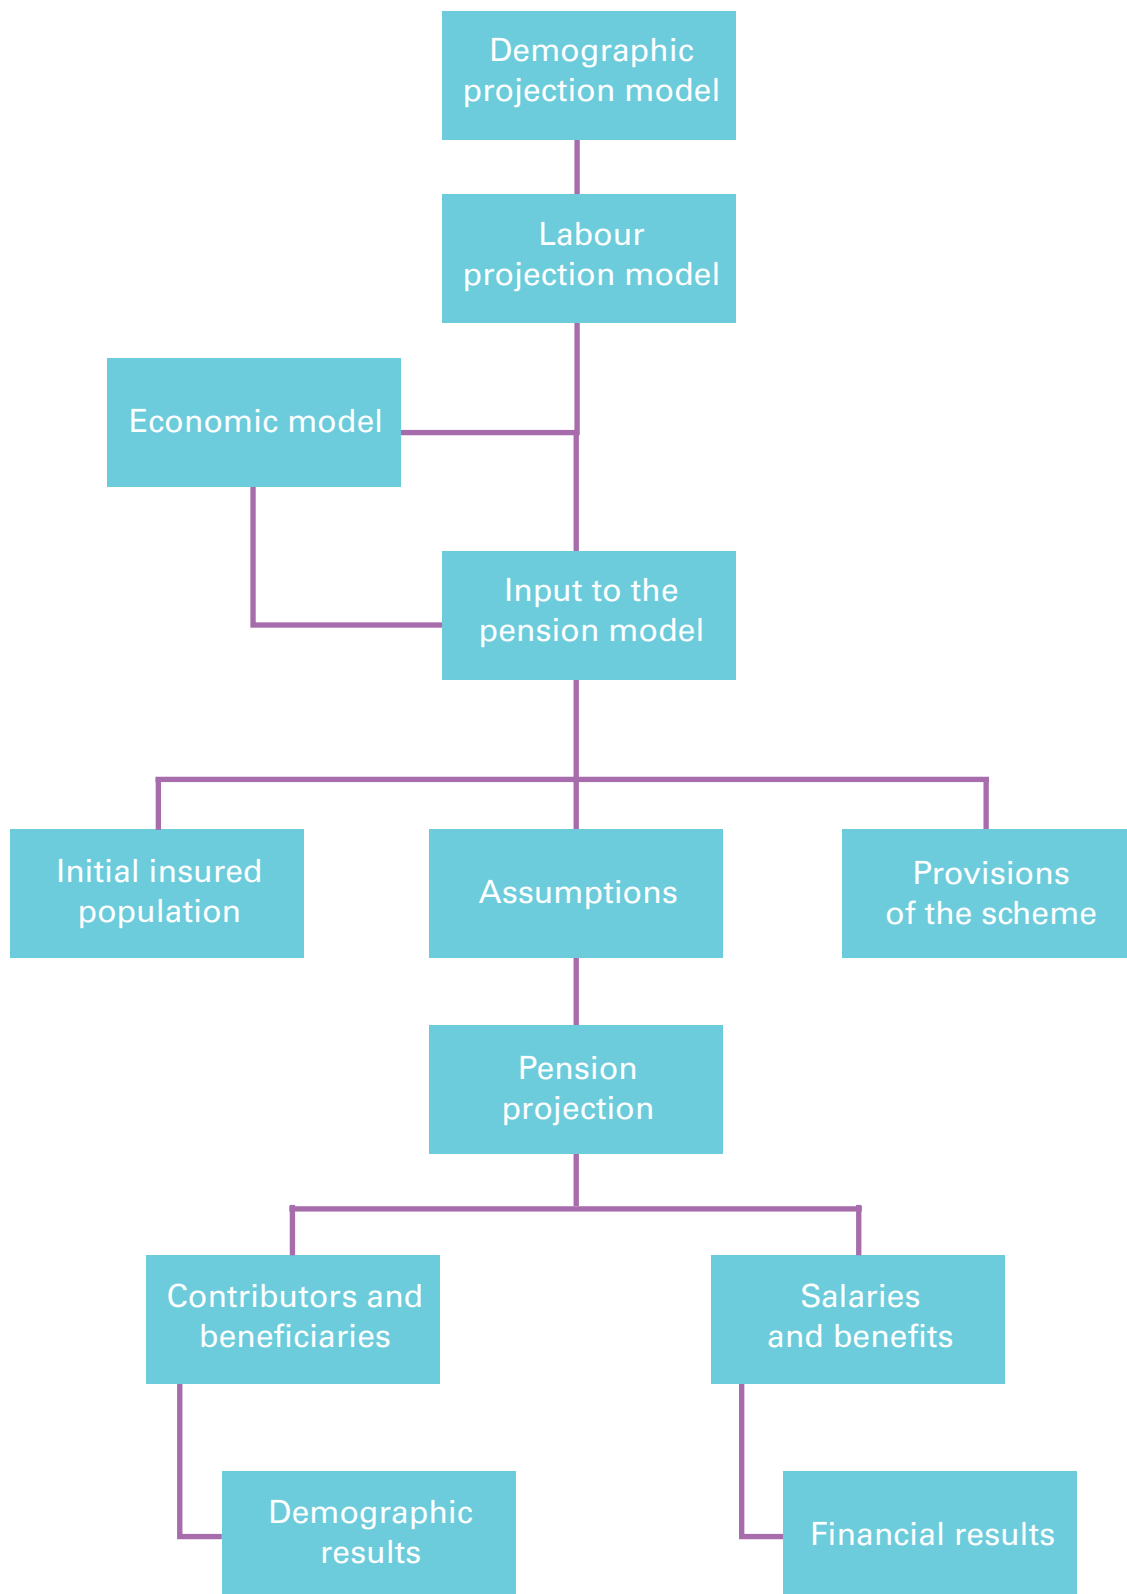 Demographic
projection model
Labour
projection model
Economic model
Input to the
pension model
Initial insured
population
Assumptions
Provisions
of the scheme
Pension
projection
Contributors and
beneficiaries
Salaries
and benefits
Demographic
results
Financial results